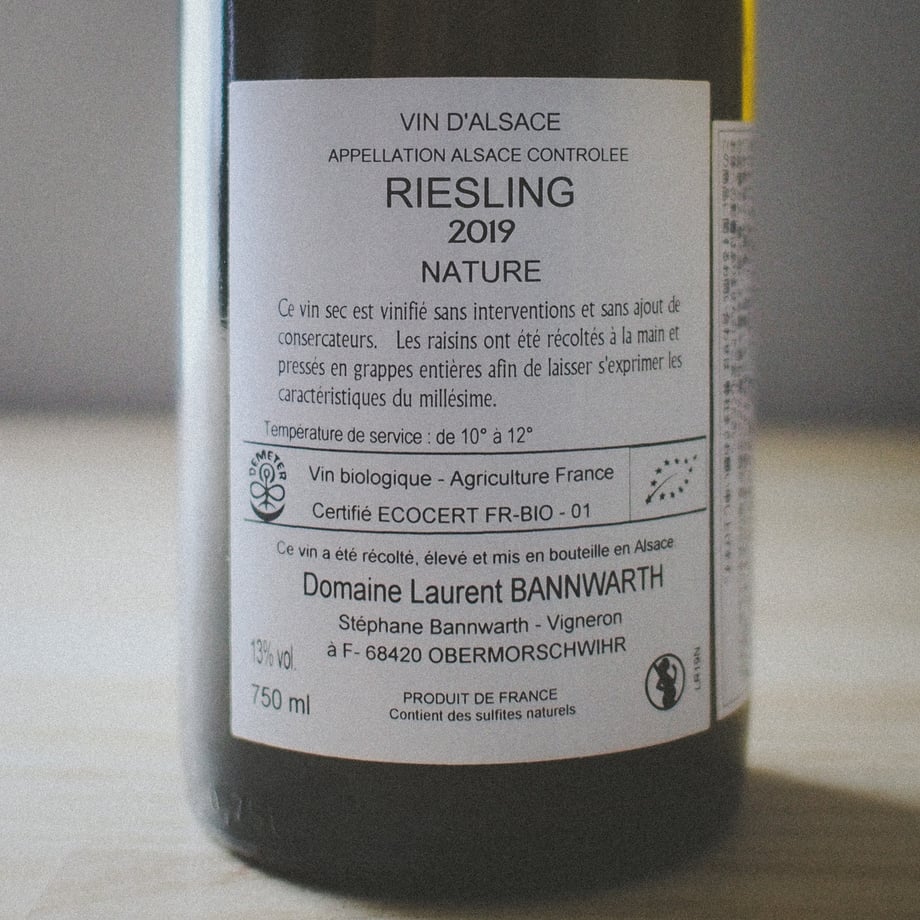 VIN D'ALSACE
APPELLATION ALSACE CONTROLEE
RIESLING
2019
NATURE
Ce vin sec est vinifié sans interventions et sans ajout de
consercateurs. Les raisins ont été récoltés à la main et
pressés en grappes entières afin de laisser s'exprimer les
caractéristiques du millésime.
Température de service : de 10° à 12°
DEMETER
Vin biologique - Agriculture France
Certifié ECOCERT FR-BIO - 01
Ce vin a été récolté, élevé et mis en bouteille en Alsace
Domaine Laurent BANNWARTH
Stéphane Bannwarth - Vigneron
à F- 68420 OBERMORSCHWIHR
13% vol.
750 ml
PRODUIT DE FRANCE
Contient des sulfites naturels
LR19N